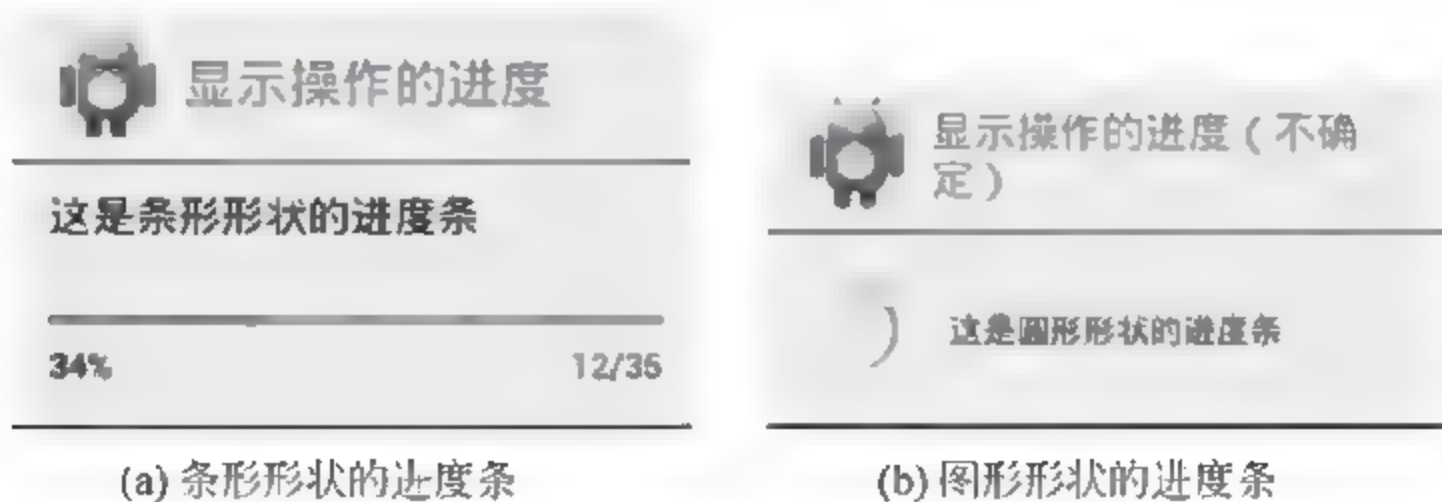 显示操作的进度
这是条形形状的进度条
34%
12/35
(a) 条形形状的进度条
显示操作的进度（不确
定）
这是圆形形状的进度条
(b) 图形形状的进度条